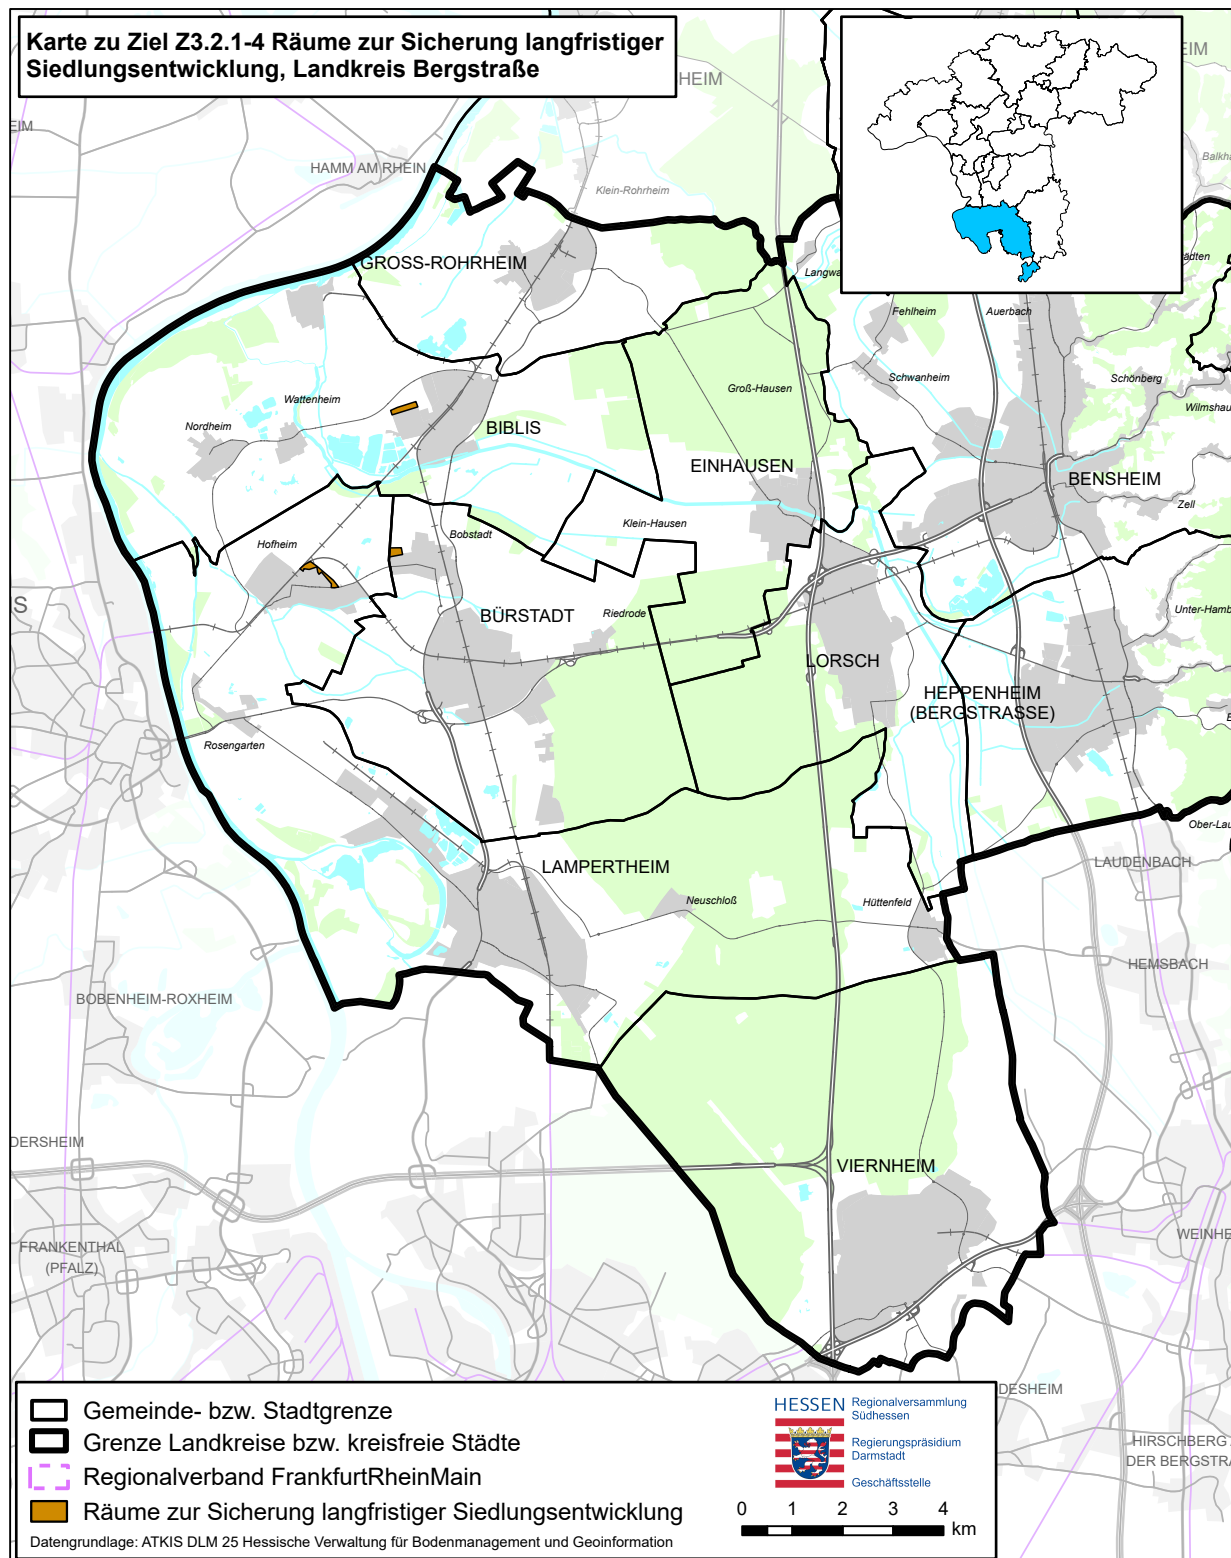 Karte zu Ziel Z3.2.1-4 Räume zur Sicherung langfristiger
Siedlungsentwicklung, Landkreis Bergstraße
HEIM
EIM
EIM
HAMM AM RHEIN
Klein-Rohrheim
Balkha
GROSS-ROHRHEIM
Langwa
ädten
Fehlheim
Auerbach
Schwanheim
Schönberg
Groß-Hausen
Wattenheim
Wilmshau
Nordheim
BIBLIS
EINHAUSEN
BENSHEIM
Zell
Klein-Hausen
Bobstadt
Hofheim
S
BÜRSTADT
Riedrode
Unter-Hamb
LORSCH
HEPPENHEIM
(BERGSTRASSE)
Rosengarten
E
Ober-Lau
LAMPERTHEIM
LAUDENBACH
Neuschloß
Hüttenfeld
HEMSBACH
BOBENHEIM-ROXHEIM
DERSHEIM
VIERNHEIM
WEINHE
FRANKENTHAL
(PFALZ)
DESHEIM
HIRSCHBERG
DER BERGSTRA
Gemeinde- bzw. Stadtgrenze
Grenze Landkreise bzw. kreisfreie Städte
Regionalverband FrankfurtRheinMain
Räume zur Sicherung langfristiger Siedlungsentwicklung
Datengrundlage: ATKIS DLM 25 Hessische Verwaltung für Bodenmanagement und Geoinformation
HESSEN
Regionalversammlung
Südhessen
Regierungspräsidium
Darmstadt
Geschäftsstelle
0 1 2 3 4
km